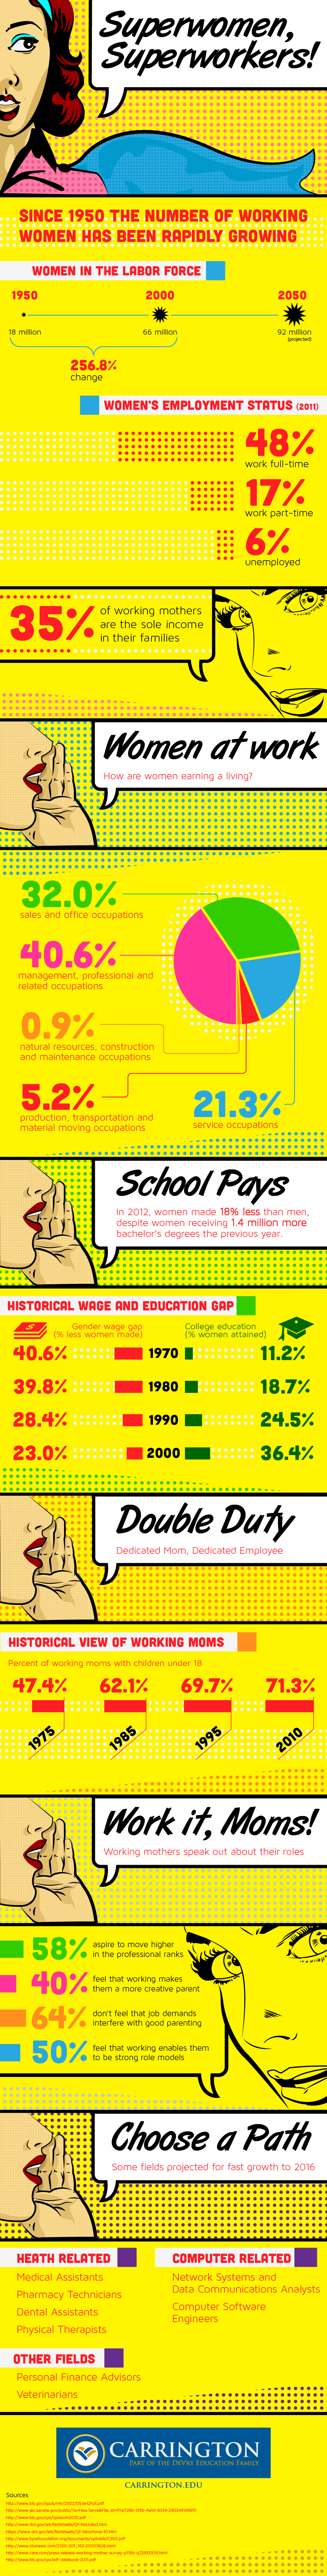 Superwomen,
Superworkers!
SINCE 1950 THE NUMBER OF WORKING
WOMEN HAS BEEN RAPIDLY GROWING
WOMEN IN THE LABOR FORCE
1950 2000 2050
18 million 66 million 92 million
(projected)
256.8%
change
WOMEN'S EMPLOYMENT STATUS (2011)
48%
work full-time
17%
work part-time
6%
unemployed
35%
of working mothers
are the sole income
in their families
Women at work
How are women earning a living?
32.0%
sales and office occupations
40.6%
management, professional and
related occupations
0.9%
natural resources, construction
and maintenance occupations
5.2%
production, transportation and
material moving occupations
21.3%
service occupations
School Pays
In 2012, women made 18% less than men,
despite women receiving 1.4 million more
bachelor's degrees the previous year.
HISTORICAL WAGE AND EDUCATION GAP
$
Gender wage gap
(% less women made)
College education
(% women attained)
40.6% 1970 11.2%
39.8% 1980 18.7%
28.4% 1990 24.5%
23.0% 2000 36.4%
Double Duty
Dedicated Mom, Dedicated Employee
HISTORICAL VIEW OF WORKING MOMS
Percent of working moms with children under 18
47.4% 62.1% 69.7% 71.3%
1975 1985 1995 2010
Work it, Moms!
Working mothers speak out about their roles
58%
aspire to move higher
in the professional ranks
40%
feel that working makes
them a more creative parent
64%
don't feel that job demands
interfere with good parenting
50%
feel that working enables them
to be strong role models
Choose a Path
Some fields projected for fast growth to 2016
HEATH RELATED
Medical Assistants
Pharmacy Technicians
Dental Assistants
Physical Therapists
COMPUTER RELATED
Network Systems and
Data Communications Analysts
Computer Software
Engineers
OTHER FIELDS
Personal Finance Advisors
Veterinarians
CARRINGTON
PART OF THE DEVRY EDUCATION FAMILY
CARRINGTON.EDU
Sources